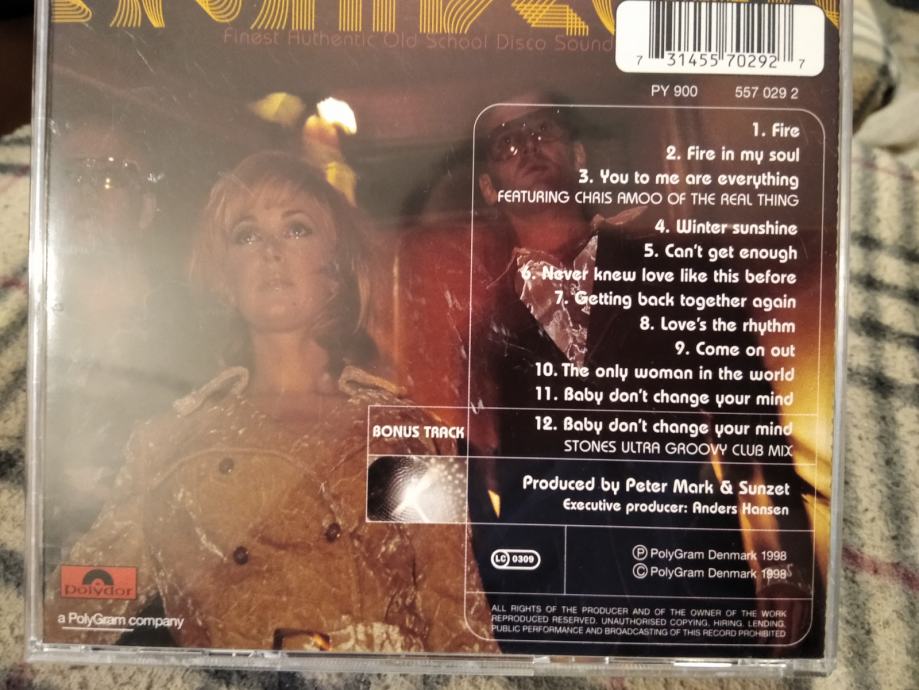 Finest Authentic Old School Disco Sound
7 31455 70292 7
PY 900 557 029 2
1. Fire
2. Fire in my soul
3. You to me are everything
FEATURING CHRIS AMOO OF THE REAL THING
4. Winter sunshine
5. Can't get enough
6. Never knew love like this before
7. Getting back together again
8. Love's the rhythm
9. Come on out
10. The only woman in the world
11. Baby don't change your mind
BONUS TRACK
12. Baby don't change your mind
STONES ULTRA GROOVY CLUB MIX
Produced by Peter Mark & Sunzet
Executive producer: Anders Hansen
LC 0309
Ⓟ PolyGram Denmark 1998
© PolyGram Denmark 1998
Polydor
a PolyGram company
ALL RIGHTS OF THE PRODUCER AND OF THE OWNER OF THE WORK
REPRODUCED RESERVED. UNAUTHORISED COPYING, HIRING, LENDING,
PUBLIC PERFORMANCE AND BROADCASTING OF THIS RECORD PROHIBITED